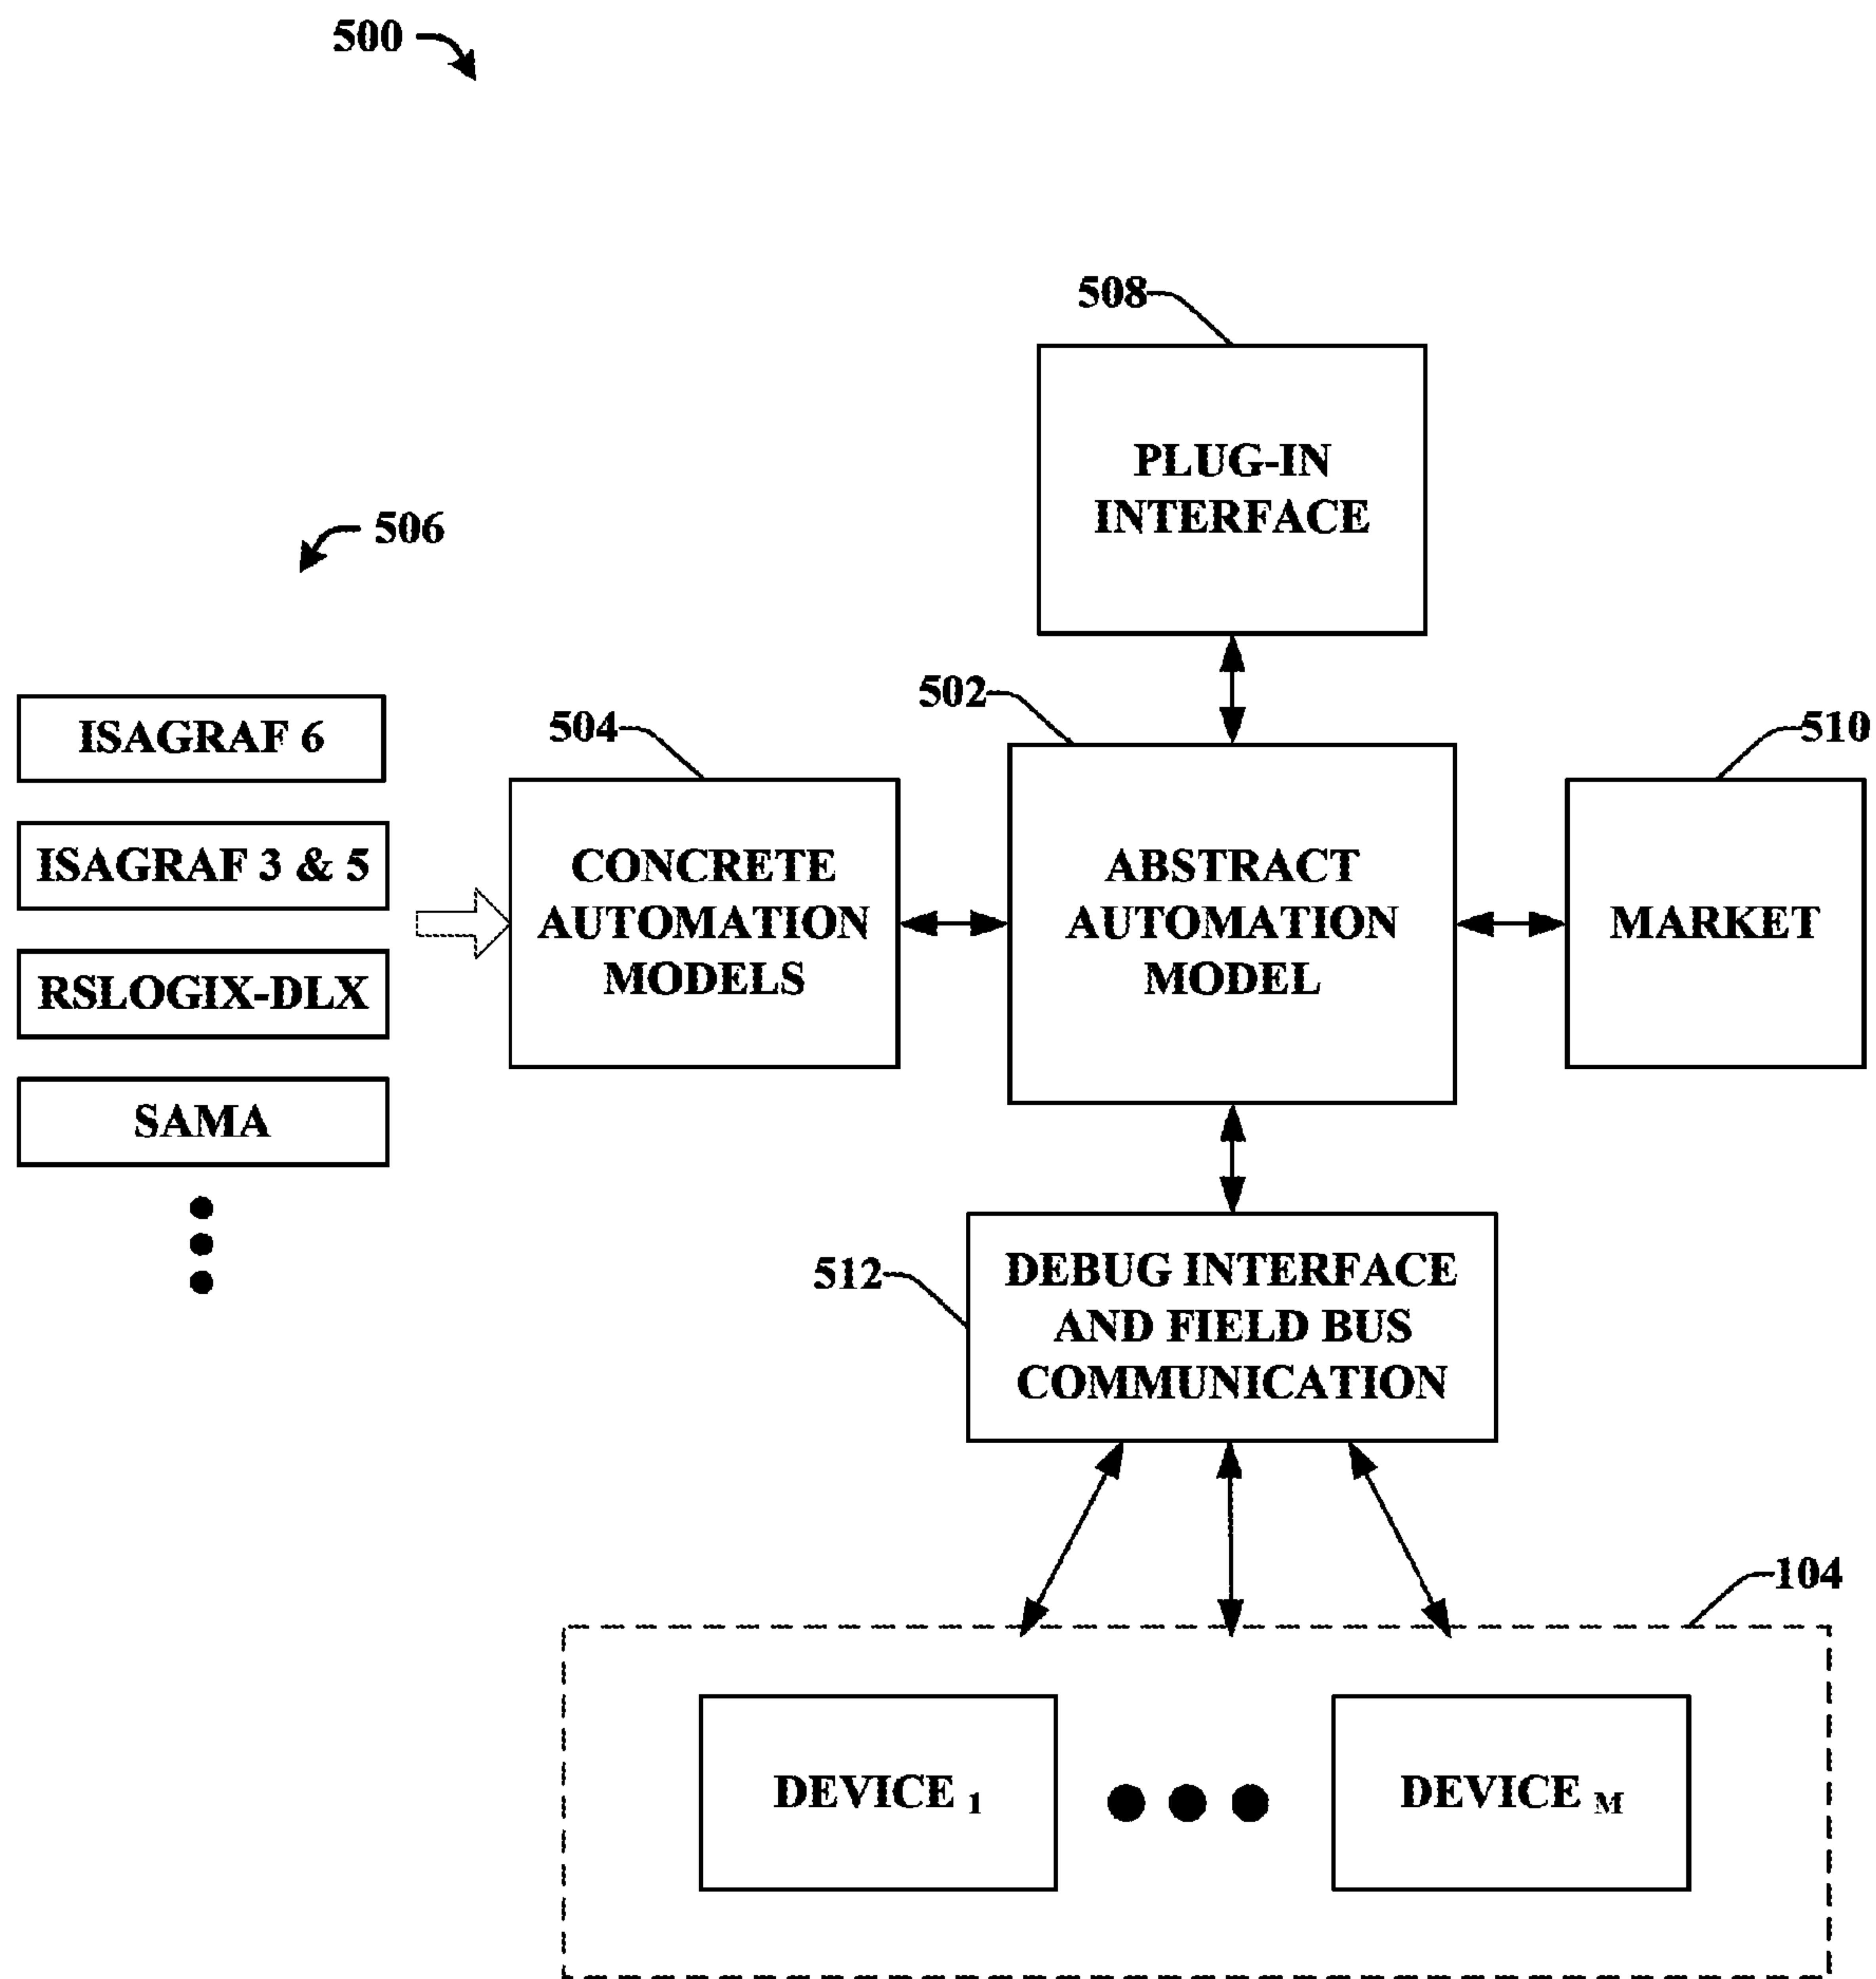 500
508
PLUG-IN
INTERFACE
506
502
504
510
ISAGRAF 6
ISAGRAF 3 & 5
RSLOGIX-DLX
SAMA
CONCRETE
AUTOMATION
MODELS
ABSTRACT
AUTOMATION
MODEL
MARKET
512
DEBUG INTERFACE
AND FIELD BUS
COMMUNICATION
104
DEVICE 1
DEVICE M